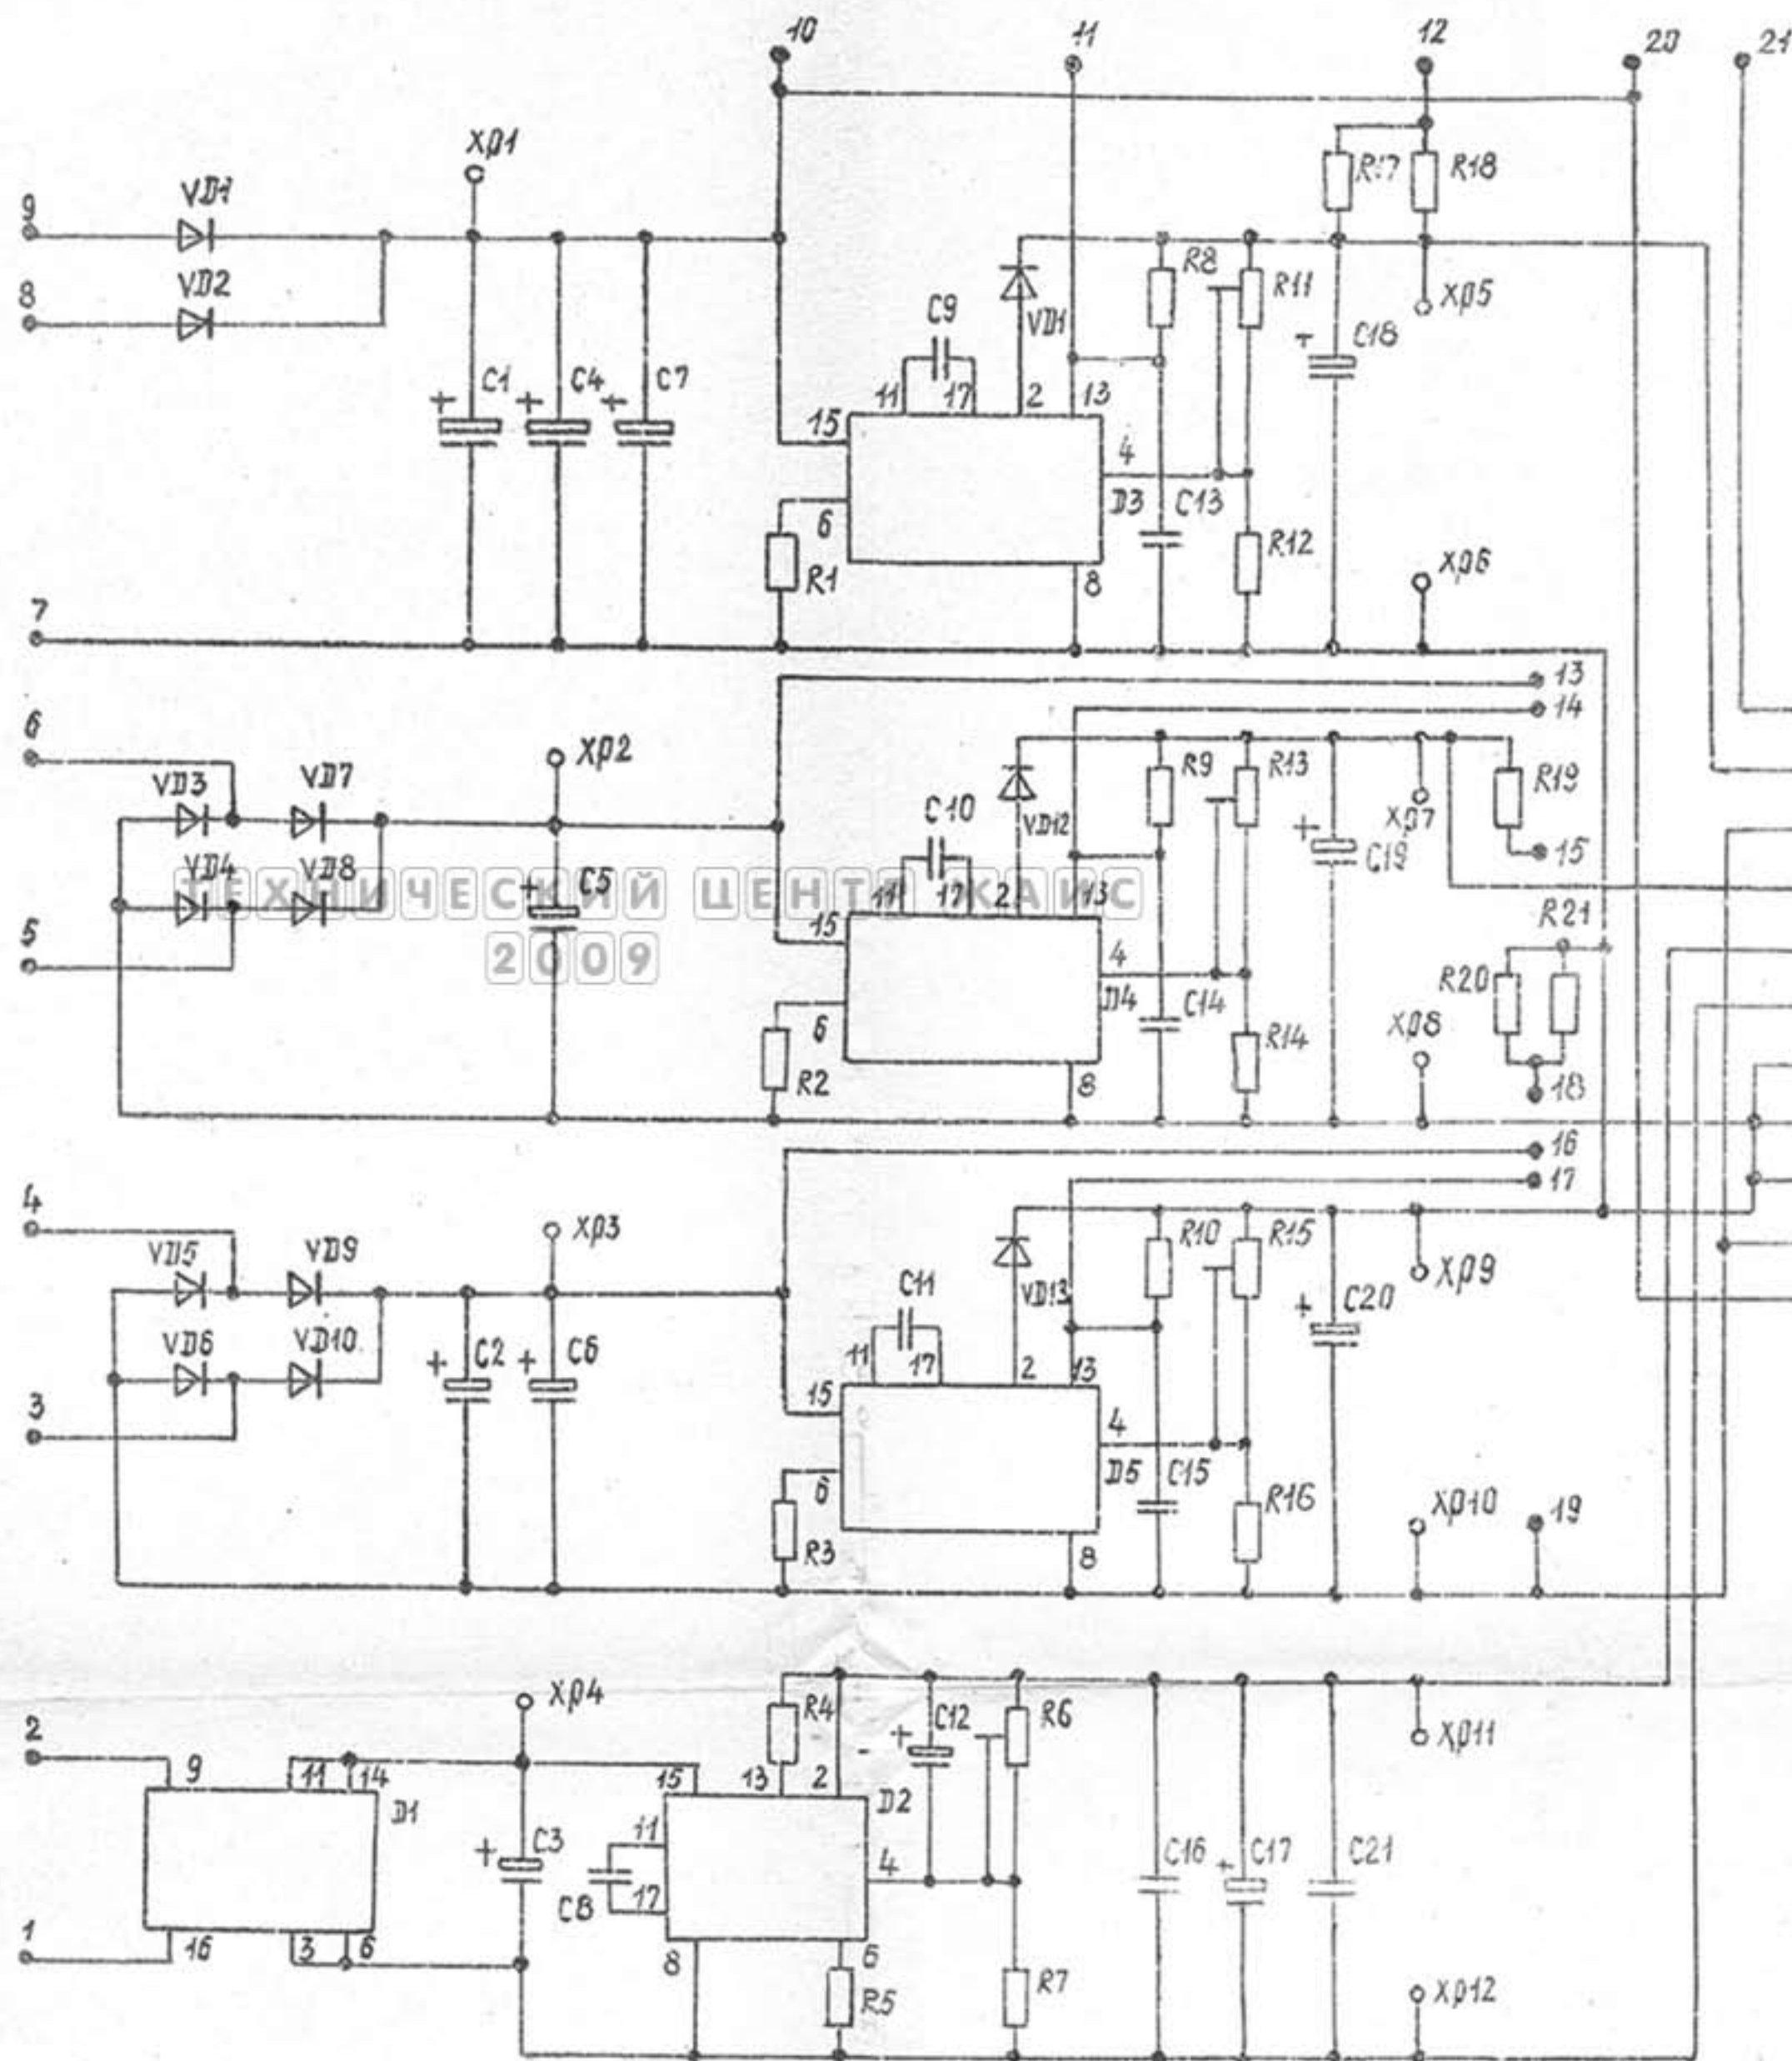 10 11 12 20 21
Xp1
9 VD1 R17 R18
8 VD2 R8 R11 Xp5
C9 VD11 C18
+ C1 + C4 + C7 11 17 2 13
15 4
6 D3 C13
R1 8 R12 Xp6
7
13
14
6 Xp2
VD3 VD7 R9 R13 R19
C10 VD12 + C19 Xp7 15
VD4 VD8 + C5 11 17 2 13
ТЕХНИЧЕСКИЙ ЦЕНТР КАИС
2009
5 15 4 R21
6 D4 C14 R20
R2 8 R14 Xp8 18
16
17
4 Xp3
VD5 VD9 R10 R15 Xp9
C11 VD13 + C20
VD6 VD10 + C2 + C6 11 17 2 13
3 15 4
6 D5 C15
R3 8 R16 Xp10 19
Xp4 R4 + C12 R6 Xp11
2 9 11 14 15 13 2
D1 D2
+ C3 11 4 C16 + C17 C21
C8 17
1 16 3 6 8 6
R5 R7 Xp12